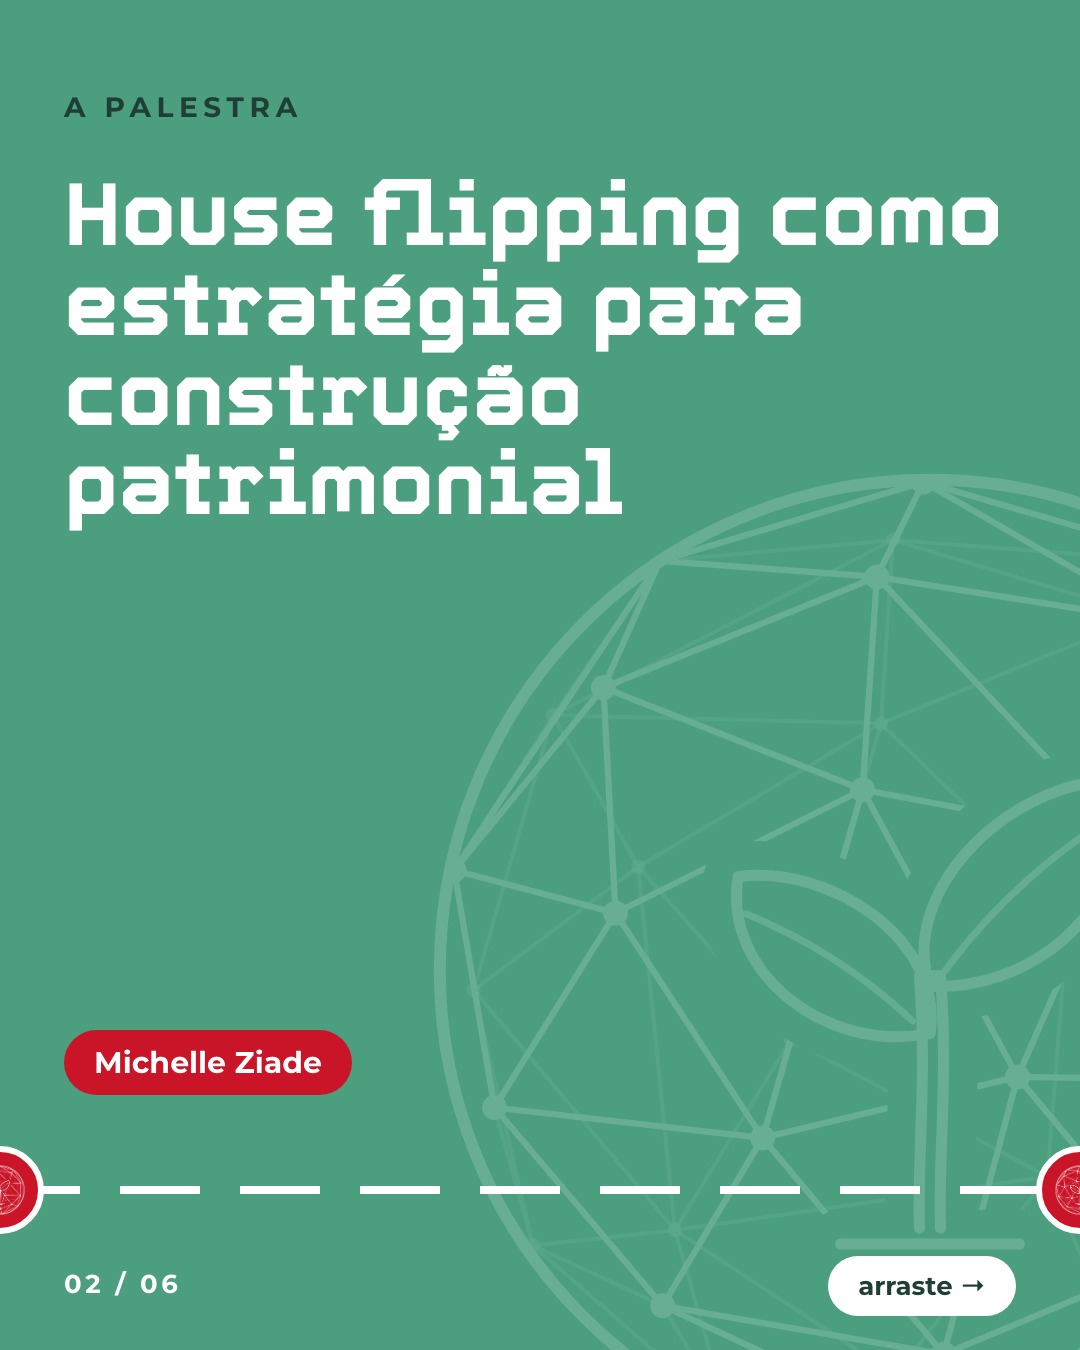 A PALESTRA
House flipping como
estratégia para
construção
patrimonial
Michelle Ziade
02 / 06
arraste →